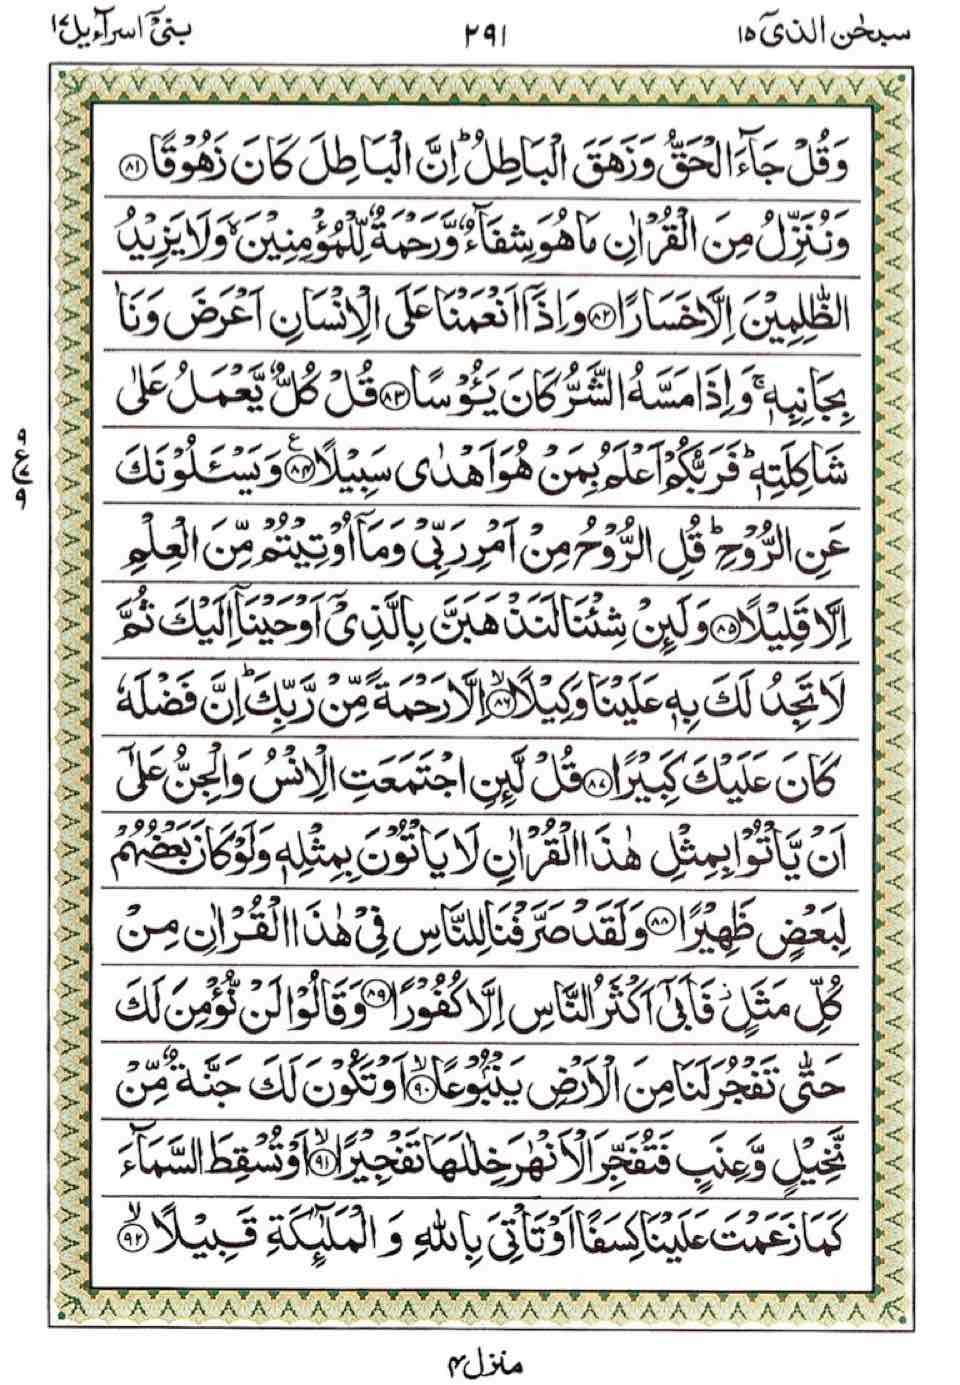 سبحٰن الذیٓ ۱۵
۲۹۱
بنیٓ اسرآءیل ۱۷
وَقُلْ جَآءَ الْحَقُّ وَزَهَقَ الْبَاطِلُ ؕ اِنَّ الْبَاطِلَ كَانَ زَهُوْقًا ﴿۸۱﴾
وَنُنَزِّلُ مِنَ الْقُرْاٰنِ مَا هُوَ شِفَآءٌ وَّرَحْمَةٌ لِّلْمُؤْمِنِيْنَ ۙ وَلَا يَزِيْدُ
الظّٰلِمِيْنَ اِلَّا خَسَارًا ﴿۸۲﴾ وَاِذَآ اَنْعَمْنَا عَلَى الْاِنْسَانِ اَعْرَضَ وَنَاٰ
بِجَانِبِهٖ ۚ وَاِذَا مَسَّهُ الشَّرُّ كَانَ يَـُٔوْسًا ﴿۸۳﴾ قُلْ كُلٌّ يَّعْمَلُ عَلٰى
شَاكِلَتِهٖ ؕ فَرَبُّكُمْ اَعْلَمُ بِمَنْ هُوَ اَهْدٰى سَبِيْلًا ﴿۸۴﴾ ع وَيَسْـَٔلُوْنَكَ
۹
ع
۷
۹
عَنِ الرُّوْحِ ؕ قُلِ الرُّوْحُ مِنْ اَمْرِ رَبِّىْ وَمَآ اُوْتِيْتُمْ مِّنَ الْعِلْمِ
اِلَّا قَلِيْلًا ﴿۸۵﴾ وَلَئِنْ شِئْنَا لَنَذْهَبَنَّ بِالَّذِىْٓ اَوْحَيْنَآ اِلَيْكَ ثُمَّ
لَا تَجِدُ لَكَ بِهٖ عَلَيْنَا وَكِيْلًا ﴿۸۶﴾ ۙ اِلَّا رَحْمَةً مِّنْ رَّبِّكَ ؕ اِنَّ فَضْلَهٗ
كَانَ عَلَيْكَ كَبِيْرًا ﴿۸۷﴾ قُلْ لَّئِنِ اجْتَمَعَتِ الْاِنْسُ وَالْجِنُّ عَلٰٓى
اَنْ يَّاْتُوْا بِمِثْلِ هٰذَا الْقُرْاٰنِ لَا يَاْتُوْنَ بِمِثْلِهٖ وَلَوْ كَانَ بَعْضُهُمْ
لِبَعْضٍ ظَهِيْرًا ﴿۸۸﴾ وَلَقَدْ صَرَّفْنَا لِلنَّاسِ فِىْ هٰذَا الْقُرْاٰنِ مِنْ
كُلِّ مَثَلٍ ؗ فَاَبٰٓى اَكْثَرُ النَّاسِ اِلَّا كُفُوْرًا ﴿۸۹﴾ وَقَالُوْا لَنْ نُّؤْمِنَ لَكَ
حَتّٰى تَفْجُرَ لَنَا مِنَ الْاَرْضِ يَنْۢبُوْعًا ﴿۹۰﴾ ۙ اَوْ تَكُوْنَ لَكَ جَنَّةٌ مِّنْ
نَّخِيْلٍ وَّعِنَبٍ فَتُفَجِّرَ الْاَنْهٰرَ خِلٰلَهَا تَفْجِيْرًا ﴿۹۱﴾ ۙ اَوْ تُسْقِطَ السَّمَآءَ
كَمَا زَعَمْتَ عَلَيْنَا كِسَفًا اَوْ تَاْتِىَ بِاللّٰهِ وَ الْمَلٰٓئِكَةِ قَبِيْلًا ﴿۹۲﴾ ۙ
منزل ۴